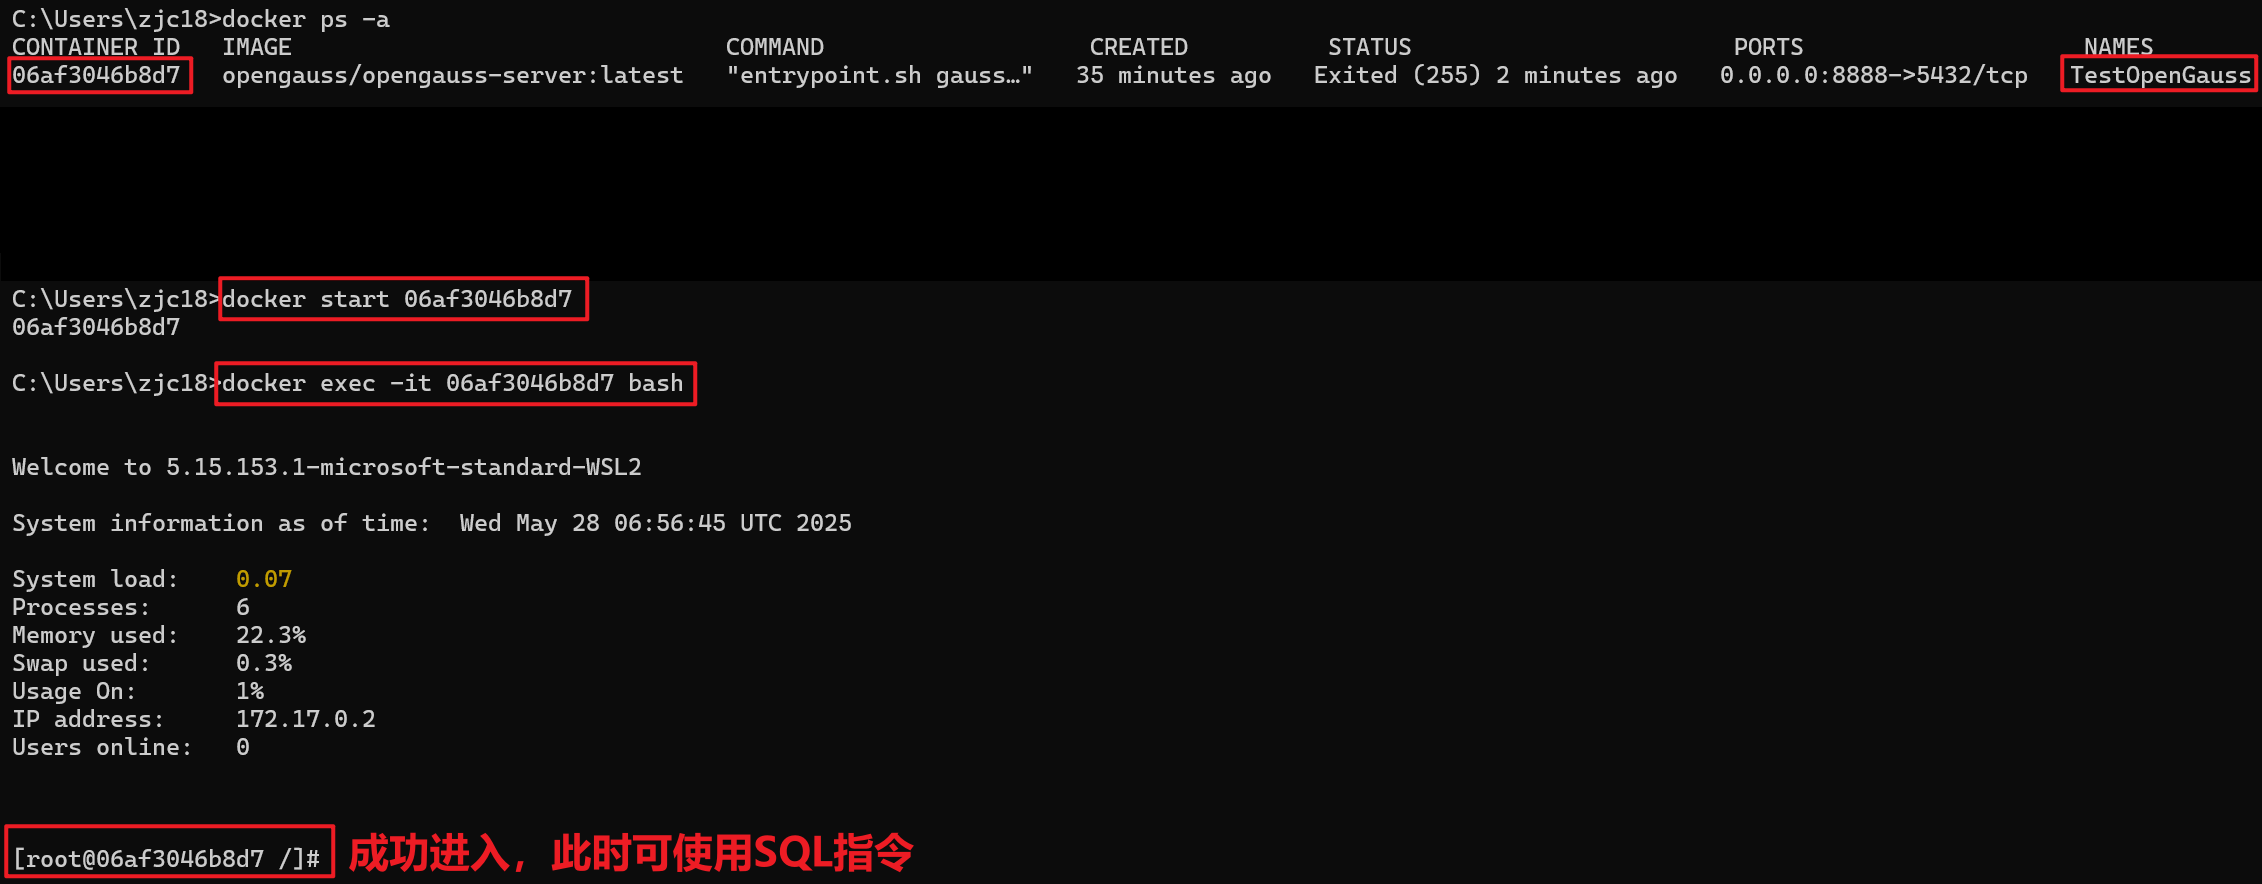 C:\Users\zjc18>docker ps -a
CONTAINER ID   IMAGE                               COMMAND                   CREATED          STATUS                       PORTS                    NAMES
06af3046b8d7   opengauss/opengauss-server:latest   "entrypoint.sh gauss…"   35 minutes ago   Exited (255) 2 minutes ago   0.0.0.0:8888->5432/tcp   TestOpenGauss
C:\Users\zjc18>docker start 06af3046b8d7
06af3046b8d7
C:\Users\zjc18>docker exec -it 06af3046b8d7 bash
Welcome to 5.15.153.1-microsoft-standard-WSL2
System information as of time:  Wed May 28 06:56:45 UTC 2025
System load:    0.07
Processes:      6
Memory used:    22.3%
Swap used:      0.3%
Usage On:       1%
IP address:     172.17.0.2
Users online:   0
[root@06af3046b8d7 /]# 成功进入，此时可使用SQL指令